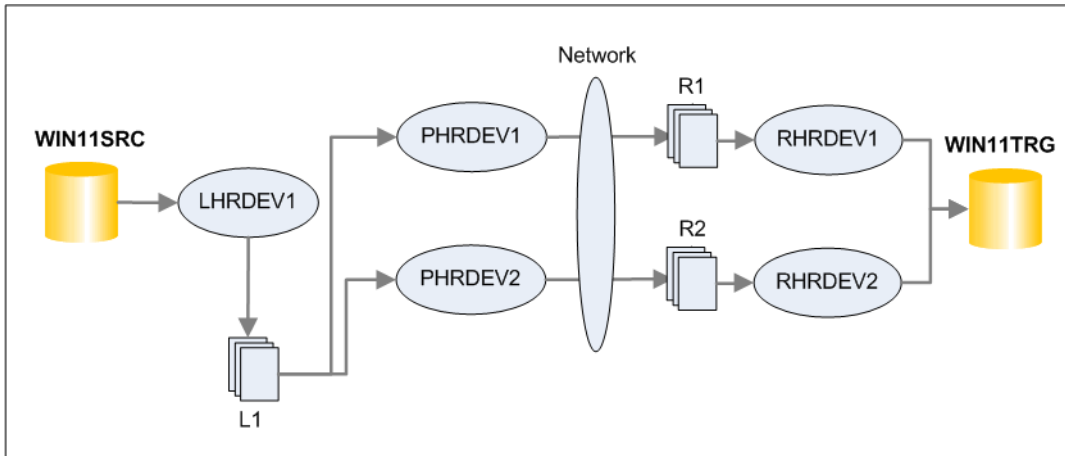 Network
R1
PHRDEV1
RHRDEV1
WIN11SRC
WIN11TRG
LHRDEV1
R2
PHRDEV2
RHRDEV2
L1